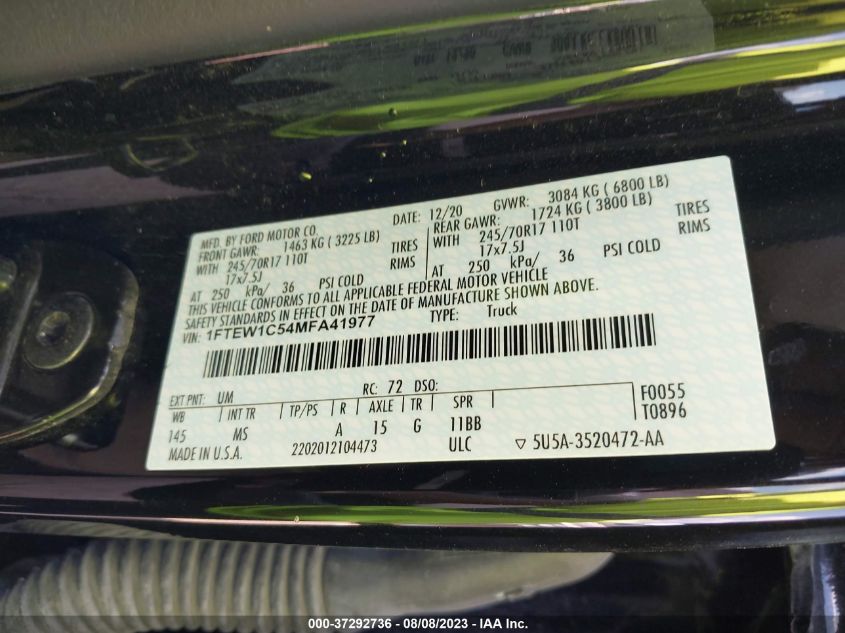 MFD. BY FORD MOTOR CO.
DATE: 12/20
GVWR: 3084 KG ( 6800 LB)
FRONT GAWR: 1463 KG ( 3225 LB)
REAR GAWR: 1724 KG ( 3800 LB)
WITH 245/70R17 110T TIRES
WITH 245/70R17 110T TIRES
17x7.5J RIMS
17x7.5J RIMS
AT 250 kPa/ 36 PSI COLD
AT 250 kPa/ 36 PSI COLD
THIS VEHICLE CONFORMS TO ALL APPLICABLE FEDERAL MOTOR VEHICLE
SAFETY STANDARDS IN EFFECT ON THE DATE OF MANUFACTURE SHOWN ABOVE.
VIN: 1FTEW1C54MFA41977
TYPE: Truck
EXT PNT: UM RC: 72 DSO:
F0055
WB INT TR TP/PS R AXLE TR SPR
T0896
145 MS A 15 G 11BB
MADE IN U.S.A. 2202012104473 ULC ▽ 5U5A-3520472-AA
000-37292736 - 08/08/2023 - IAA Inc.